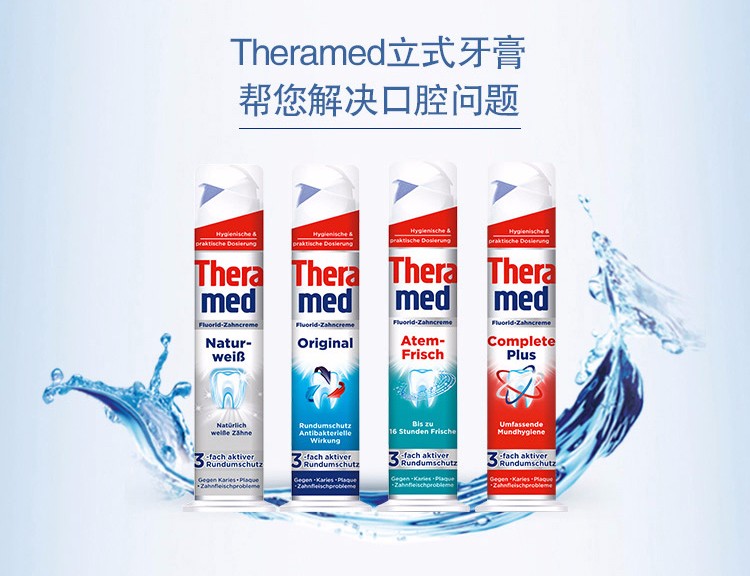 Theramed立式牙膏
帮您解决口腔问题
Hygienische &
praktische Dosierung
Thera
med
Fluorid-Zahncreme
Natur-
weiß
Natürlich
weiße Zähne
3-fach aktiver
Rundumschutz
Gegen • Karies • Plaque
• Zahnfleischprobleme
Hygienische &
praktische Dosierung
Thera
med
Fluorid-Zahncreme
Original
Rundumschutz
Antibakterielle
Wirkung
3-fach aktiver
Rundumschutz
Gegen • Karies • Plaque
• Zahnfleischprobleme
Hygienische &
praktische Dosierung
Thera
med
Fluorid-Zahncreme
Atem-
Frisch
Bis zu
16 Stunden Frische
3-fach aktiver
Rundumschutz
Gegen • Karies • Plaque
• Zahnfleischprobleme
Hygienische &
praktische Dosierung
Thera
med
Fluorid-Zahncreme
Complete
Plus
Umfassende
Mundhygiene
3-fach aktiver
Rundumschutz
Gegen • Karies • Plaque
• Zahnfleischprobleme